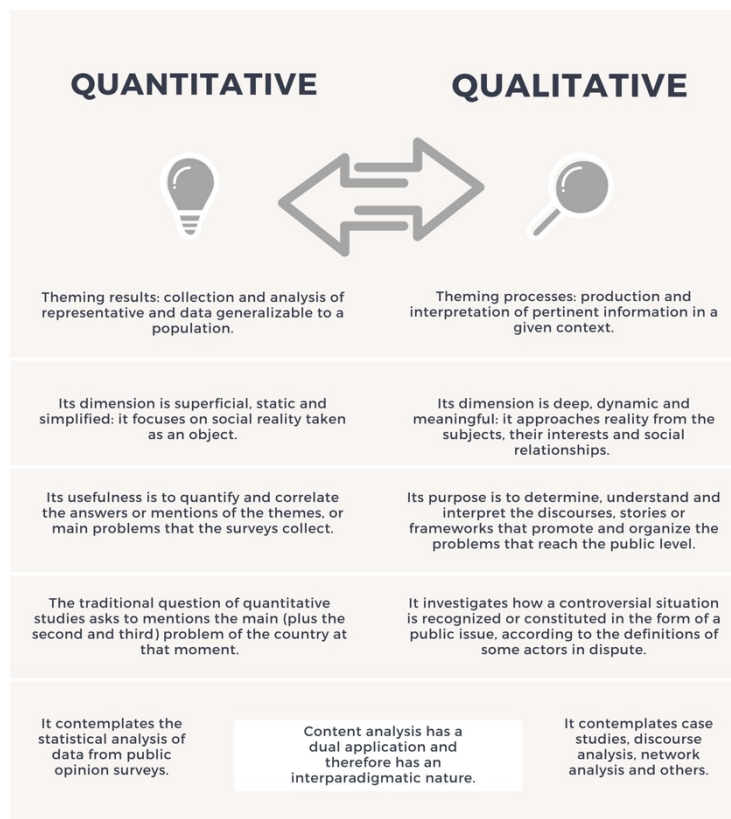 QUANTITATIVE
QUALITATIVE
Theming results: collection and analysis of
representative and data generalizable to a
population.
Theming processes: production and
interpretation of pertinent information in a
given context.
Its dimension is superficial, static and
simplified: it focuses on social reality taken
as an object.
Its dimension is deep, dynamic and
meaningful: it approaches reality from the
subjects, their interests and social
relationships.
Its usefulness is to quantify and correlate
the answers or mentions of the themes, or
main problems that the surveys collect.
Its purpose is to determine, understand and
interpret the discourses, stories or
frameworks that promote and organize the
problems that reach the public level.
The traditional question of quantitative
studies asks to mentions the main (plus the
second and third) problem of the country at
that moment.
It investigates how a controversial situation
is recognized or constituted in the form of a
public issue, according to the definitions of
some actors in dispute.
It contemplates the
statistical analysis of
data from public
opinion surveys.
Content analysis has a
dual application and
therefore has an
interparadigmatic nature.
It contemplates case
studies, discourse
analysis, network
analysis and others.